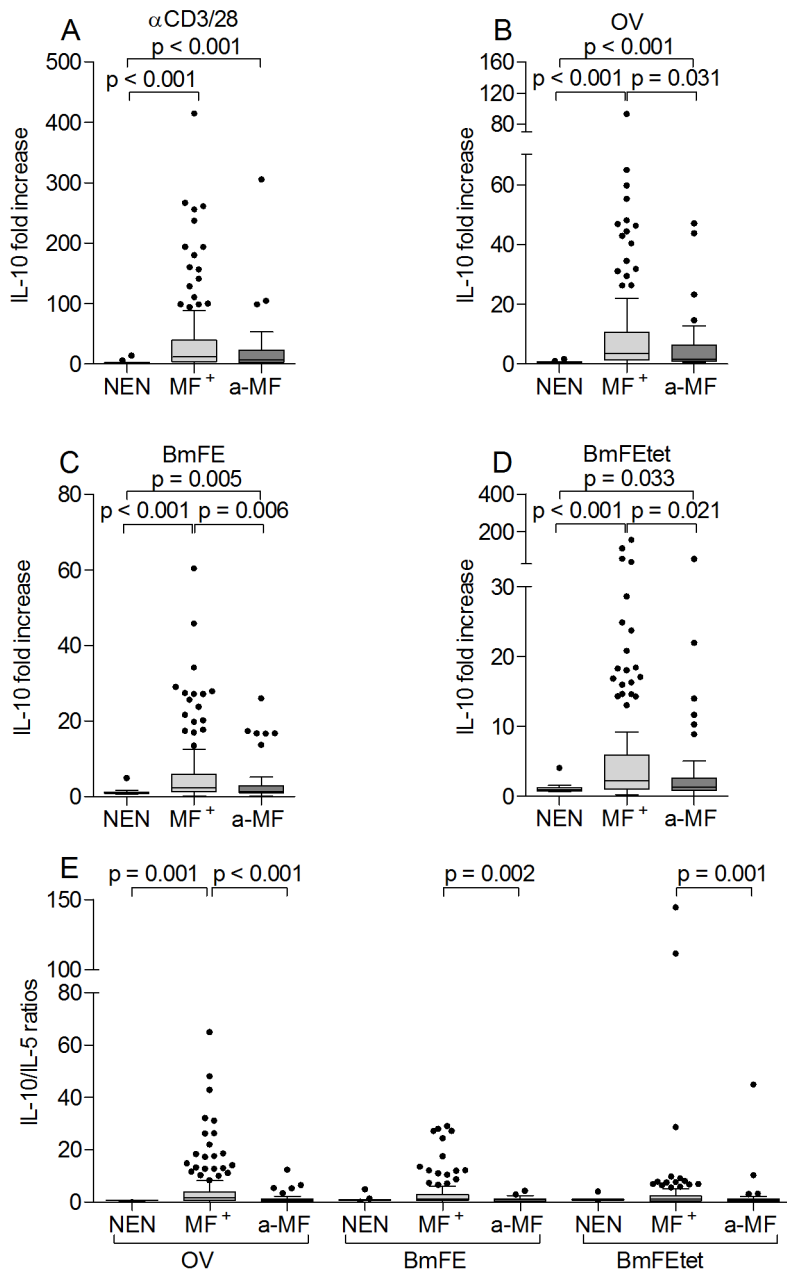 A αCD3/28
p < 0.001
p < 0.001
500
400
300
200
100
0
IL-10 fold increase
NEN MF+ a-MF
B OV
p < 0.001
p < 0.001 p = 0.031
160
140
120
100
80
60
40
20
0
IL-10 fold increase
NEN MF+ a-MF
C BmFE
p = 0.005
p < 0.001 p = 0.006
80
60
40
20
0
IL-10 fold increase
NEN MF+ a-MF
D BmFEtet
p = 0.033
p < 0.001 p = 0.021
400
200
30
20
10
0
IL-10 fold increase
NEN MF+ a-MF
E
p = 0.001 p < 0.001 p = 0.002 p = 0.001
150
100
80
60
40
20
0
IL-10/IL-5 ratios
NEN MF+ a-MF NEN MF+ a-MF NEN MF+ a-MF
OV BmFE BmFEtet